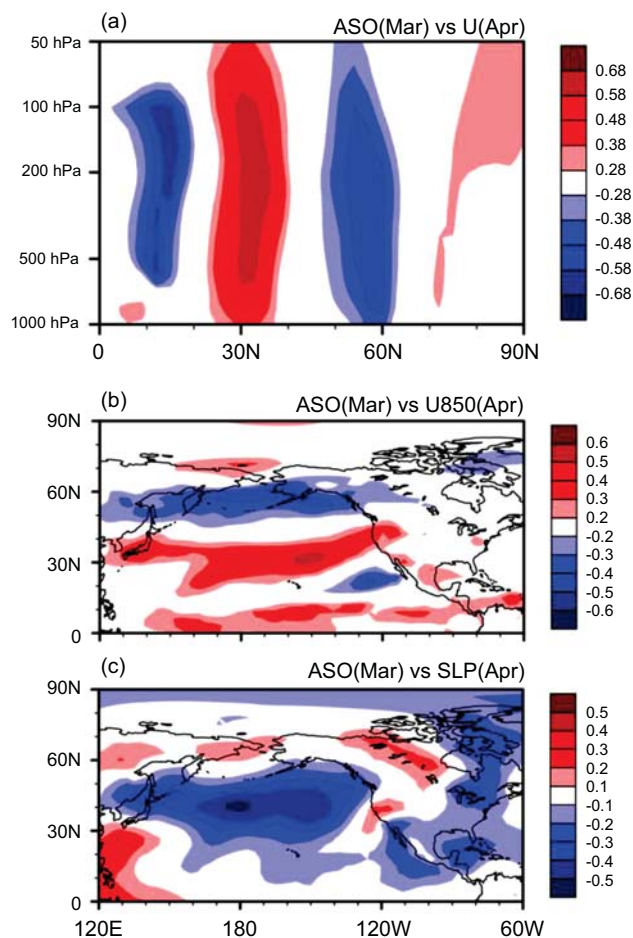 (a) ASO(Mar) vs U(Apr)
50 hPa
100 hPa
200 hPa
500 hPa
1000 hPa
0 30N 60N 90N
0.68
0.58
0.48
0.38
0.28
-0.28
-0.38
-0.48
-0.58
-0.68
(b) ASO(Mar) vs U850(Apr)
90N
60N
30N
0
0.6
0.5
0.4
0.3
0.2
-0.2
-0.3
-0.4
-0.5
-0.6
(c) ASO(Mar) vs SLP(Apr)
90N
60N
30N
0
120E 180 120W 60W
0.5
0.4
0.3
0.2
0.1
-0.1
-0.2
-0.3
-0.4
-0.5